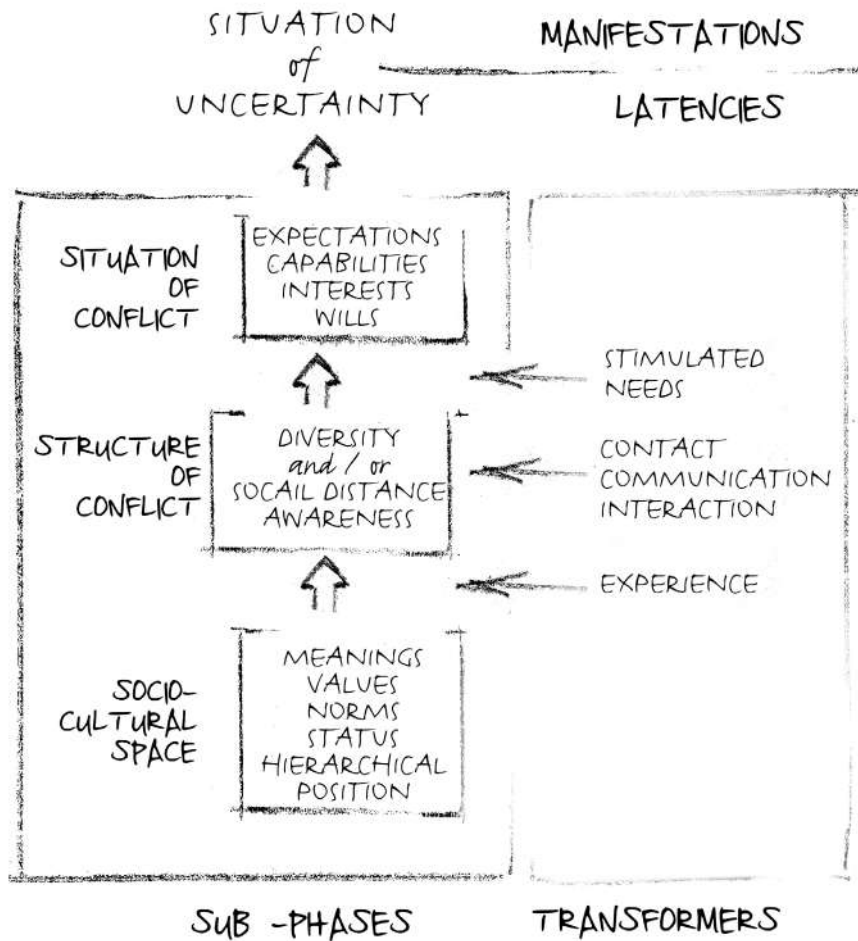 SITUATION
of
UNCERTAINTY
MANIFESTATIONS
LATENCIES
SITUATION
OF
CONFLICT
EXPECTATIONS
CAPABILITIES
INTERESTS
WILLS
STIMULATED
NEEDS
STRUCTURE
OF
CONFLICT
DIVERSITY
and / or
SOCAIL DISTANCE
AWARENESS
CONTACT
COMMUNICATION
INTERACTION
EXPERIENCE
SOCIO-
CULTURAL
SPACE
MEANINGS
VALUES
NORMS
STATUS
HIERARCHICAL
POSITION
SUB -PHASES
TRANSFORMERS